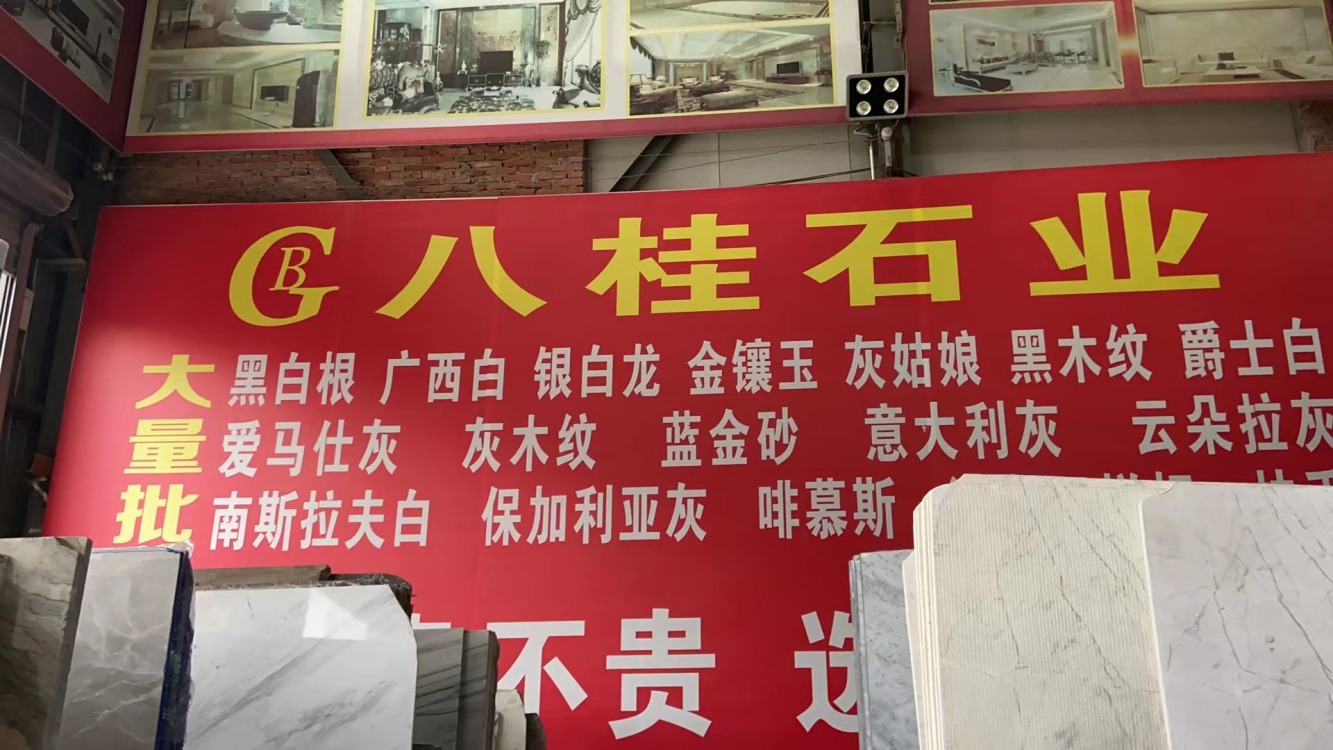 GB 八桂石业
大量批
黑白根 广西白 银白龙 金镶玉 灰姑娘 黑木纹 爵士白
爱马仕灰 灰木纹 蓝金砂 意大利灰 云朵拉灰
南斯拉夫白 保加利亚灰 啡慕斯
不贵 选